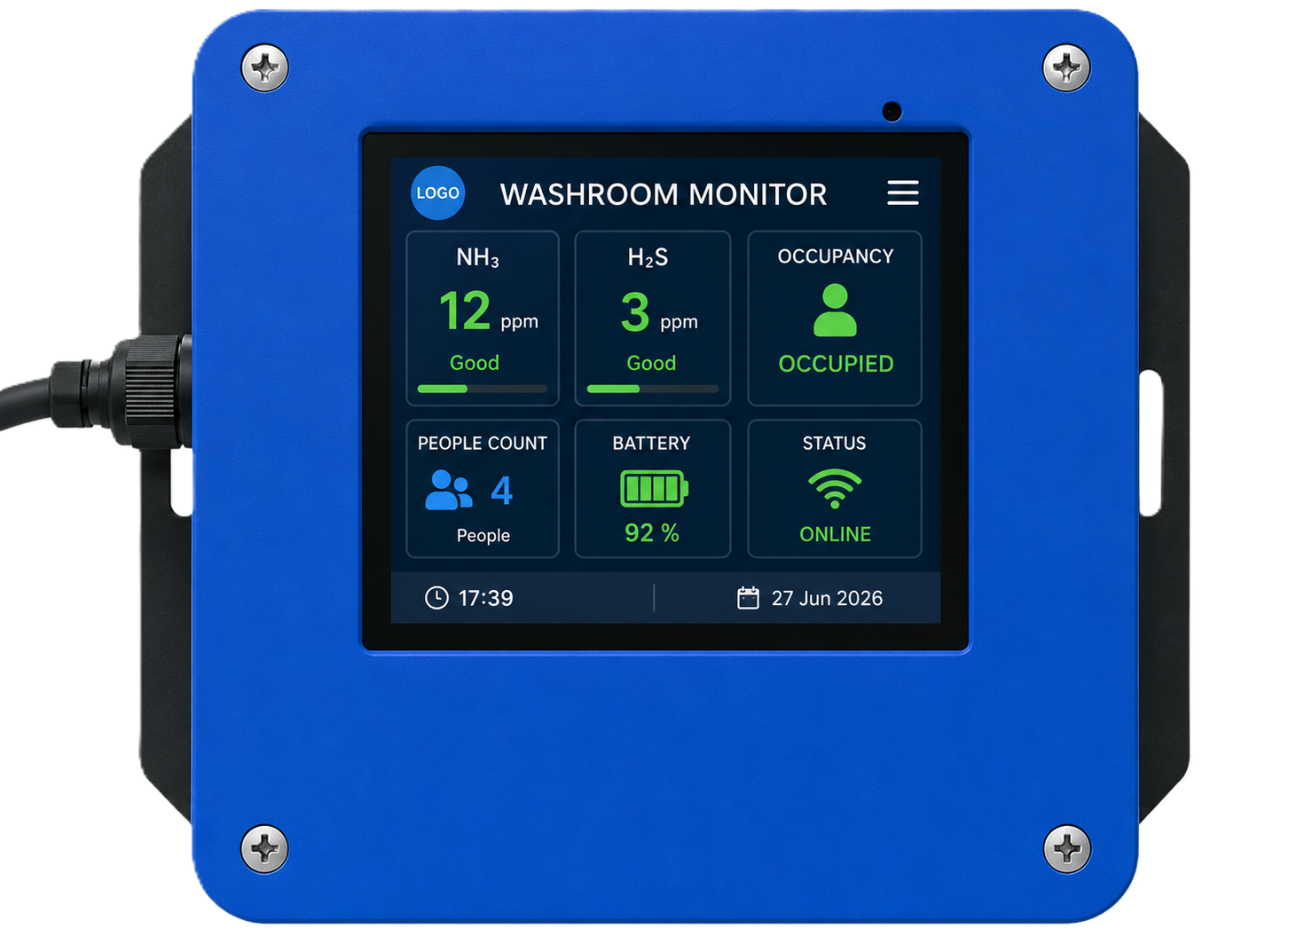 LOGO
WASHROOM MONITOR
NH₃
12 ppm
Good
H₂S
3 ppm
Good
OCCUPANCY
OCCUPIED
PEOPLE COUNT
4
People
BATTERY
92 %
STATUS
ONLINE
17:39
27 Jun 2026